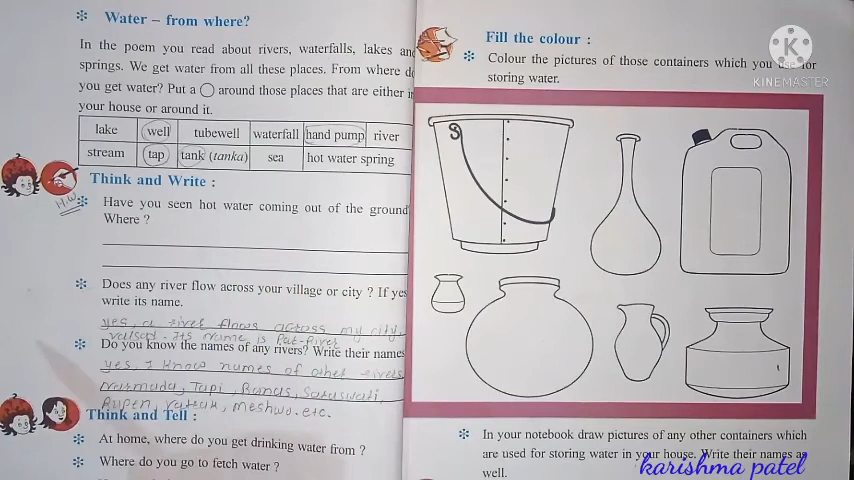 Water – from where?
In the poem you read about rivers, waterfalls, lakes and
springs. We get water from all these places. From where do
you get water? Put a ◯ around those places that are either in
your house or around it.
lake well tubewell waterfall hand pump river
stream tap tank (tanka) sea hot water spring
Think and Write :
H.W
Have you seen hot water coming out of the ground
Where ?
Does any river flow across your village or city ? If yes
write its name.
yes, a river flows across my city,
valsad. Its name is Par-River
Do you know the names of any rivers? Write their names
yes, I know names of other rivers
Narmada, Tapi, Banas, Saraswati,
Rupen, Vatrak, Meshwo. etc.
Think and Tell :
At home, where do you get drinking water from ?
Where do you go to fetch water ?
Fill the colour :
Colour the pictures of those containers which you use for
storing water.
K
KINEMASTER
In your notebook draw pictures of any other containers which
are used for storing water in your house. Write their names as
well.
karishma patel